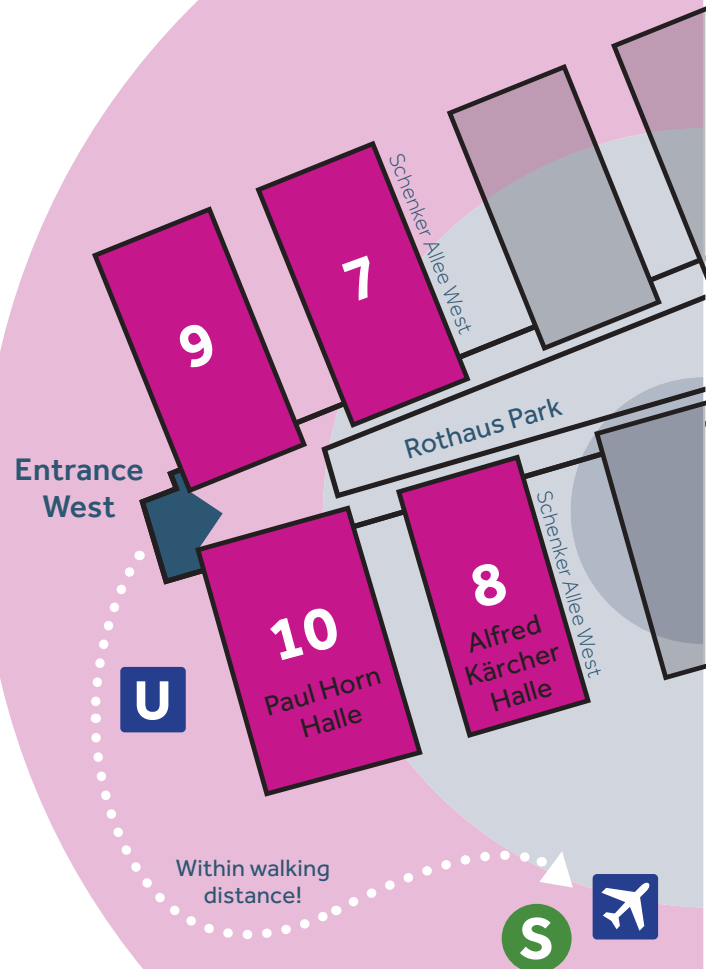 Schenker Allee West
7
9
Rothaus Park
Entrance
West
Schenker Allee West
8
Alfred
Kärcher
Halle
10
Paul Horn
Halle
U
Within walking
distance!
S